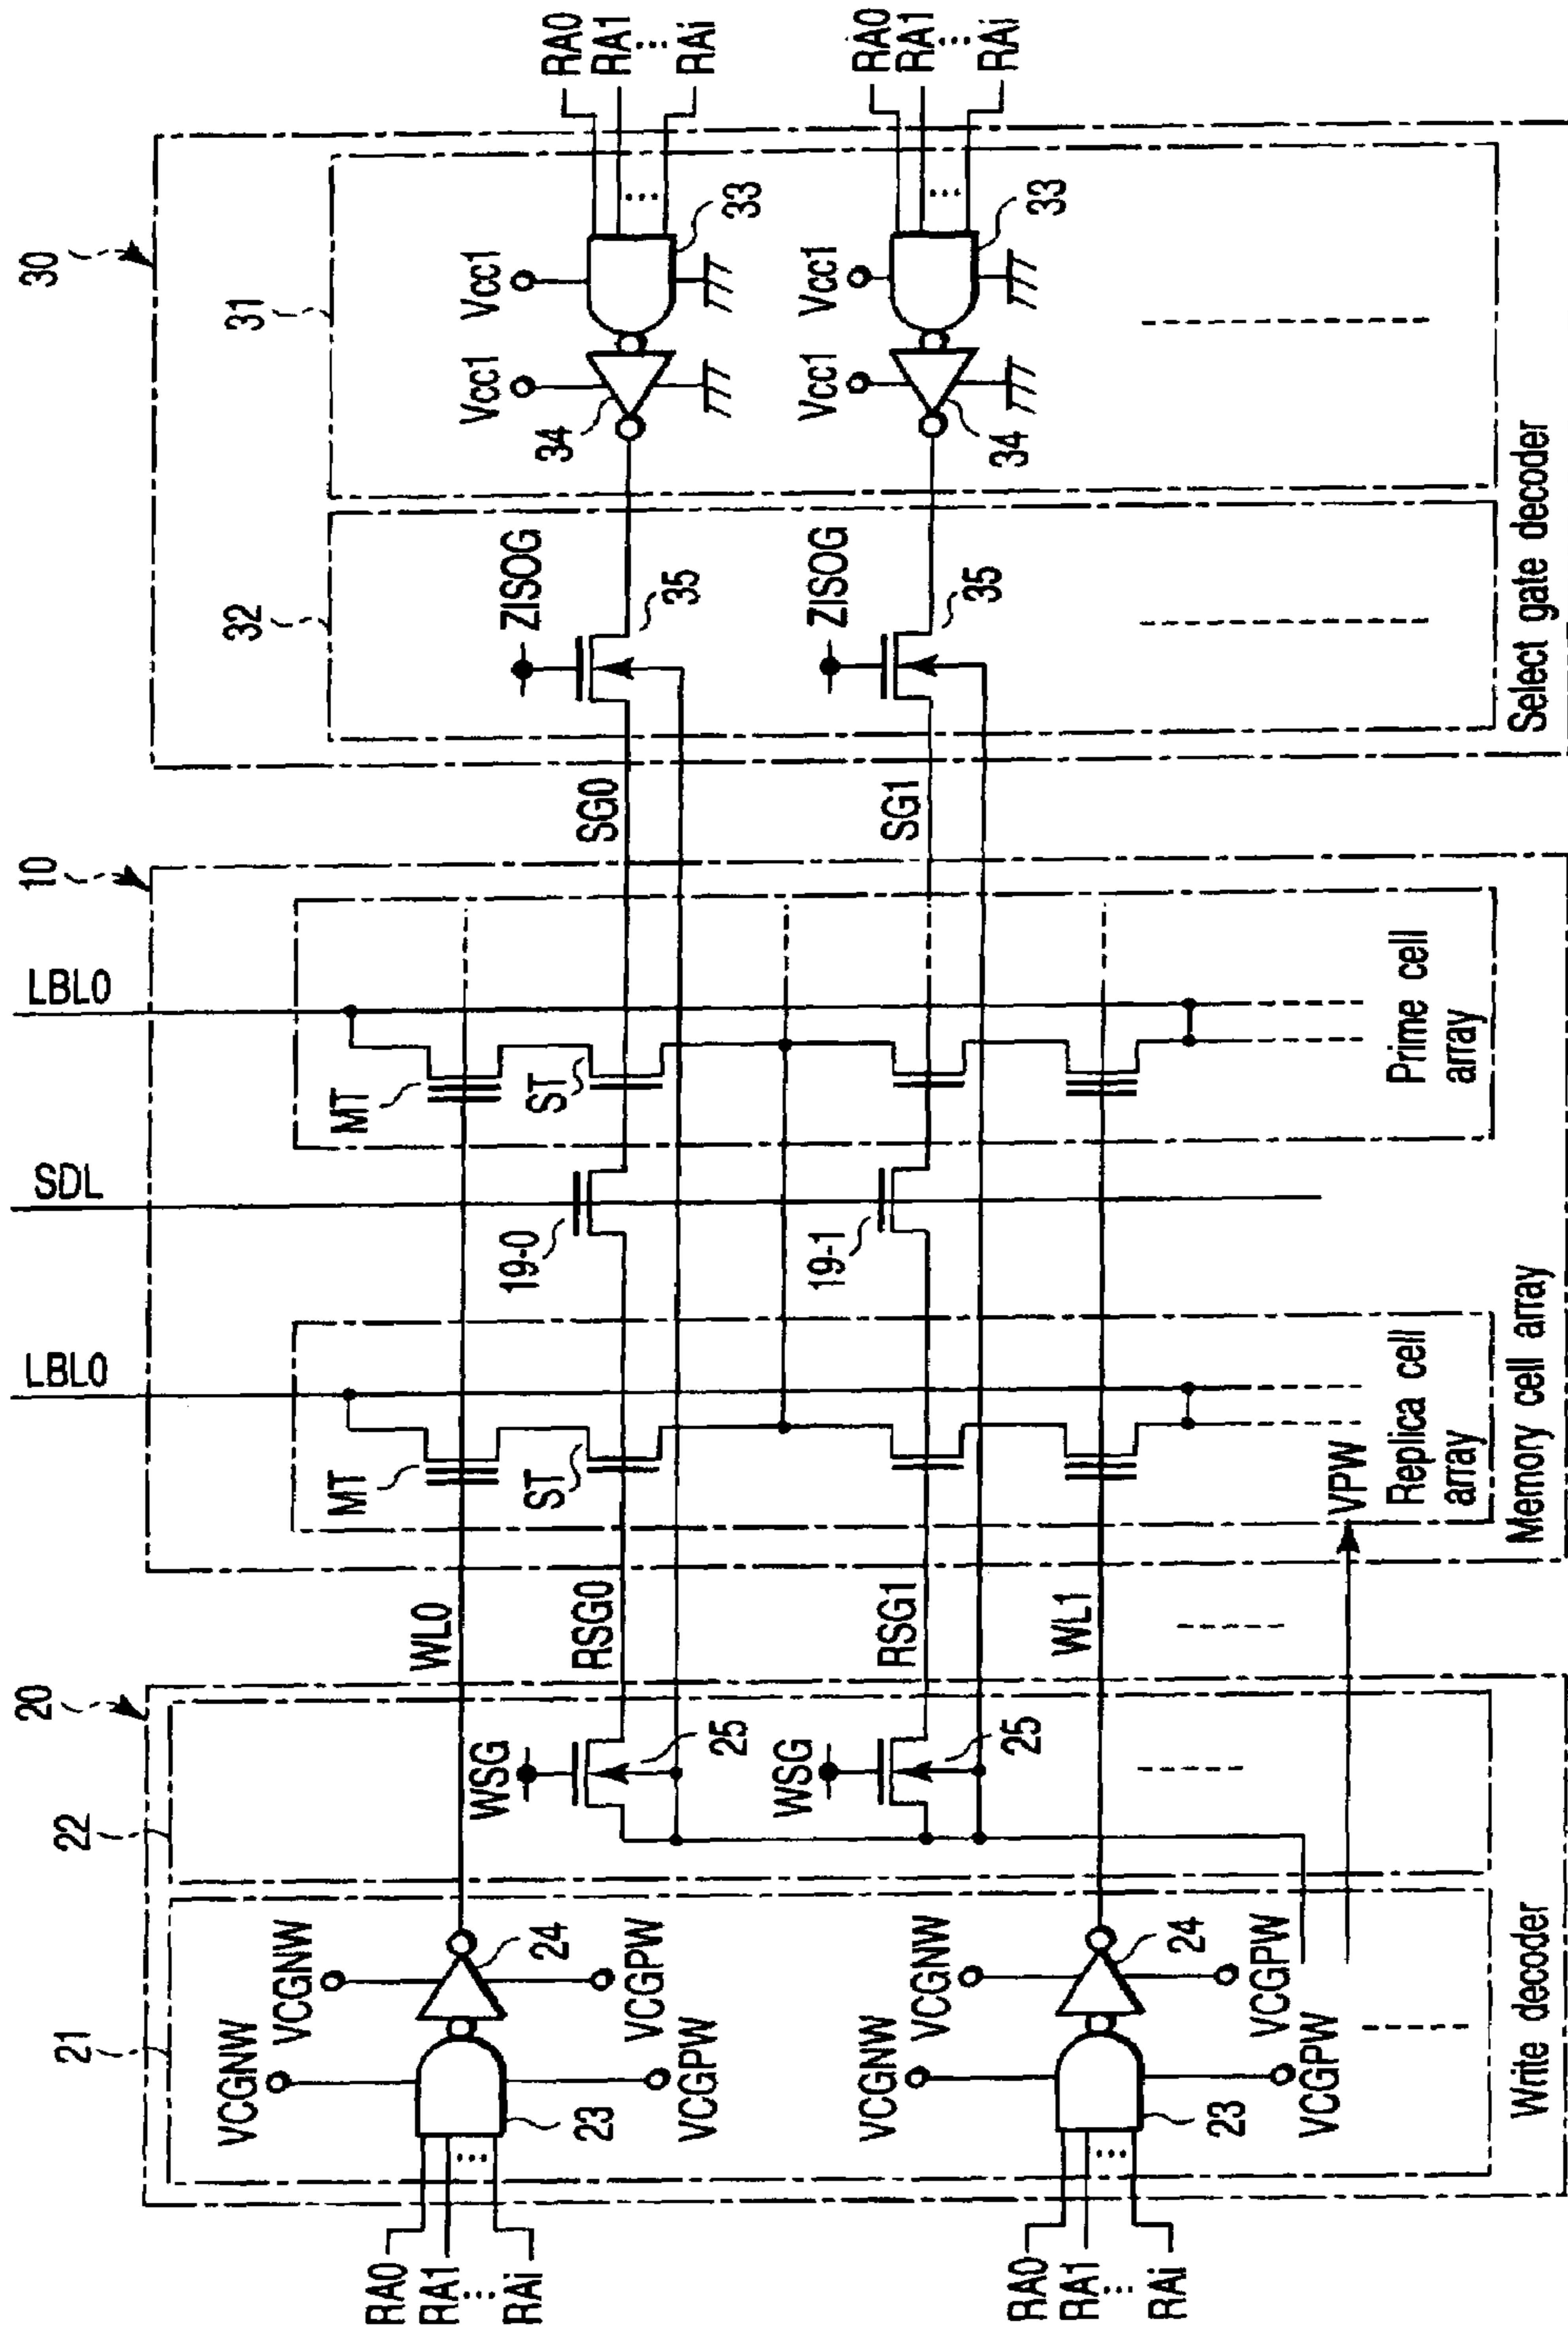 30
31
32
RA0
RA1
⋮
RAi
Vcc1
33
Vcc1
34
RA0
RA1
⋮
RAi
Vcc1
33
Vcc1
34
ZISOG
35
ZISOG
35
Select gate decoder
SG0
SG1
10
LBL0
SDL
LBL0
MT
ST
Prime cell
array
19-0
19-1
MT
ST
VPW
Replica cell
array
Memory cell array
WL0
RSG0
RSG1
WL1
20
22
21
WSG
25
WSG
25
VCGNW
VCGNW
24
VCGPW
23
VCGPW
VCGNW
VCGNW
24
VCGPW
23
VCGPW
Write decoder
RA0
RA1
⋮
RAi
RA0
RA1
⋮
RAi